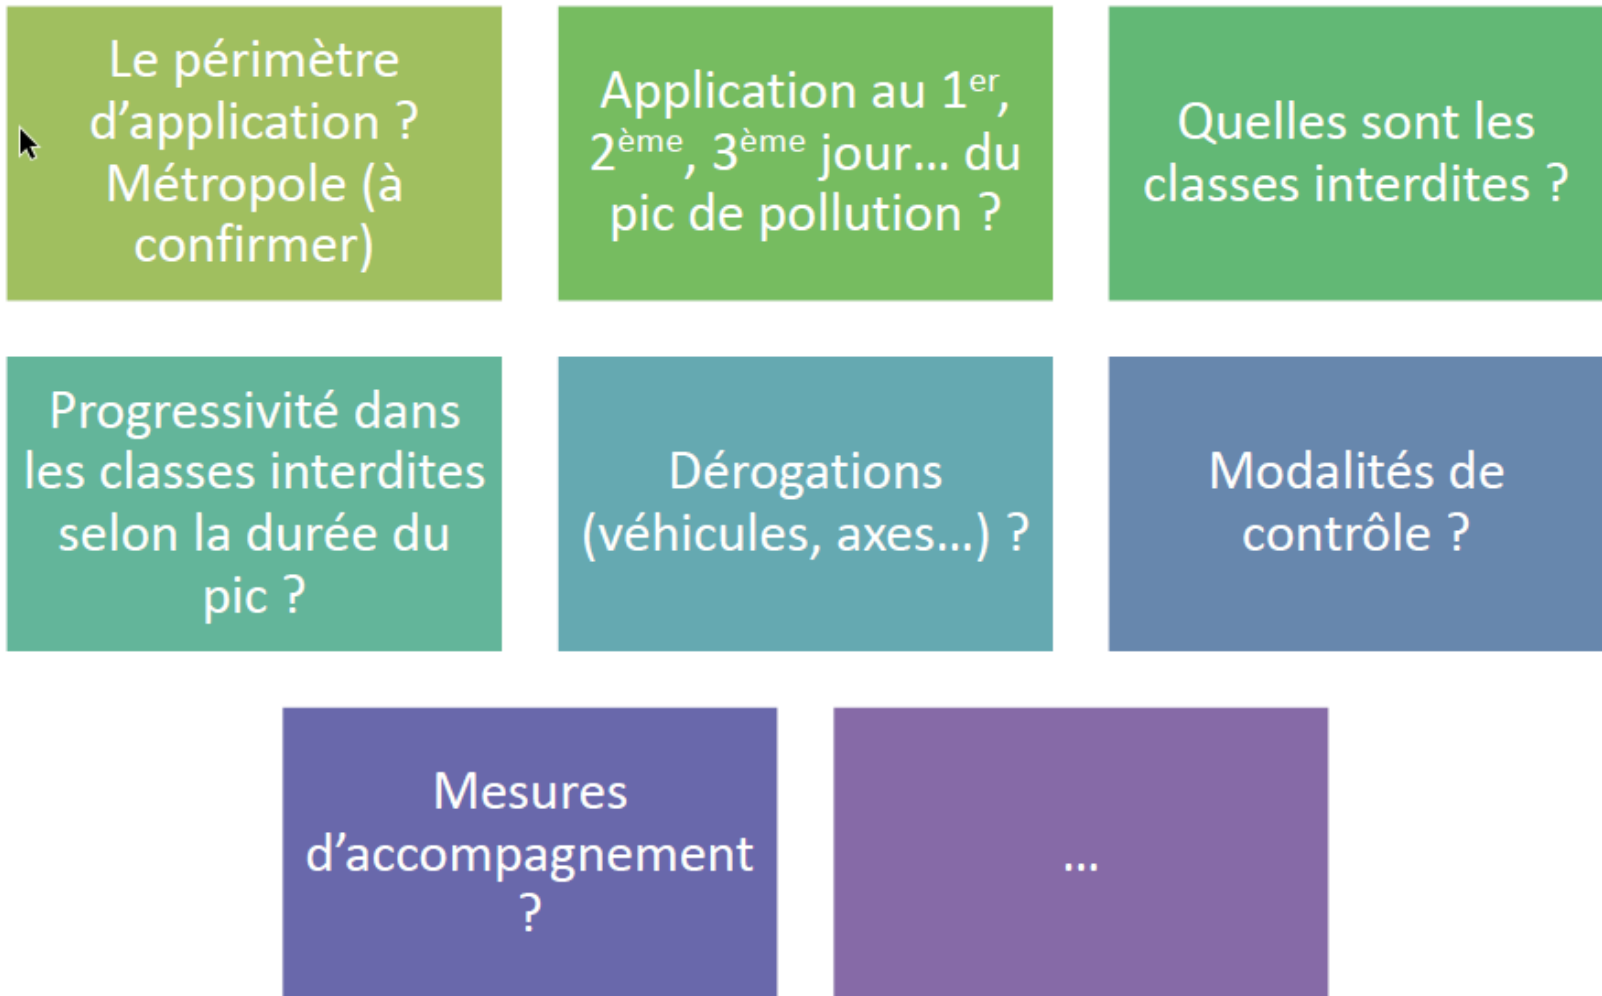 Le périmètre
d’application ?
Métropole (à
confirmer)
Application au 1er,
2ème, 3ème jour... du
pic de pollution ?
Quelles sont les
classes interdites ?
Progressivité dans
les classes interdites
selon la durée du
pic ?
Dérogations
(véhicules, axes...) ?
Modalités de
contrôle ?
Mesures
d’accompagnement
?
...